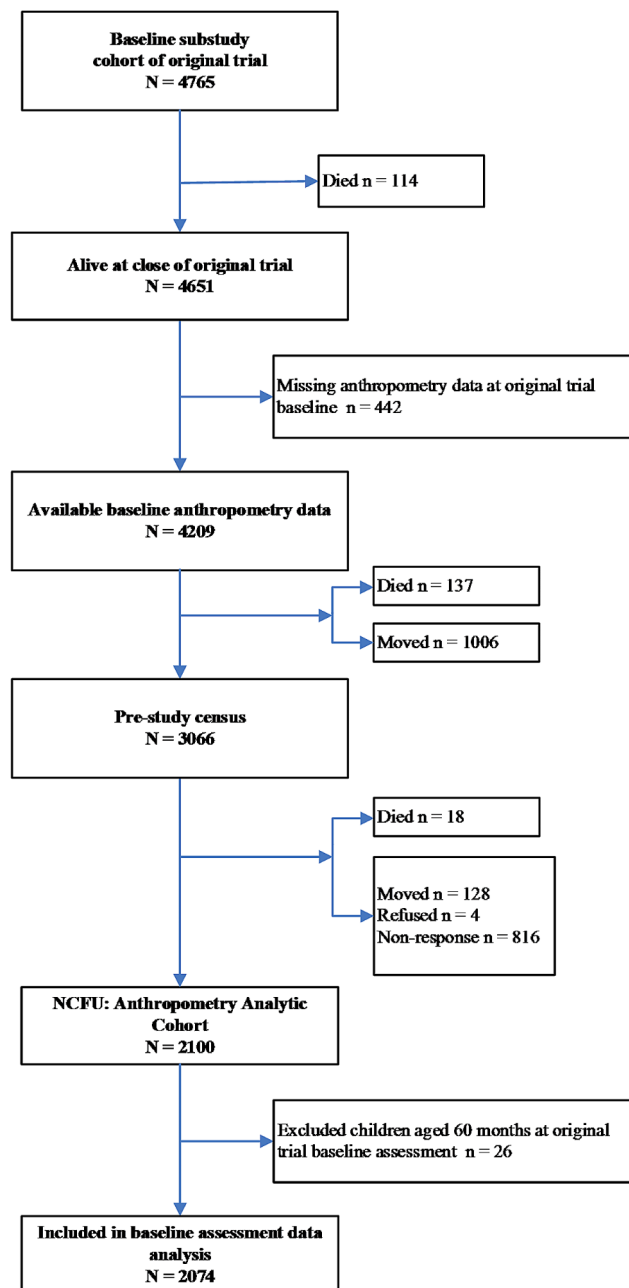 Baseline substudy
cohort of original trial
N = 4765
Died n = 114
Alive at close of original trial
N = 4651
Missing anthropometry data at original trial
baseline n = 442
Available baseline anthropometry data
N = 4209
Died n = 137
Moved n = 1006
Pre-study census
N = 3066
Died n = 18
Moved n = 128
Refused n = 4
Non-response n = 816
NCFU: Anthropometry Analytic
Cohort
N = 2100
Excluded children aged 60 months at original
trial baseline assessment n = 26
Included in baseline assessment data
analysis
N = 2074